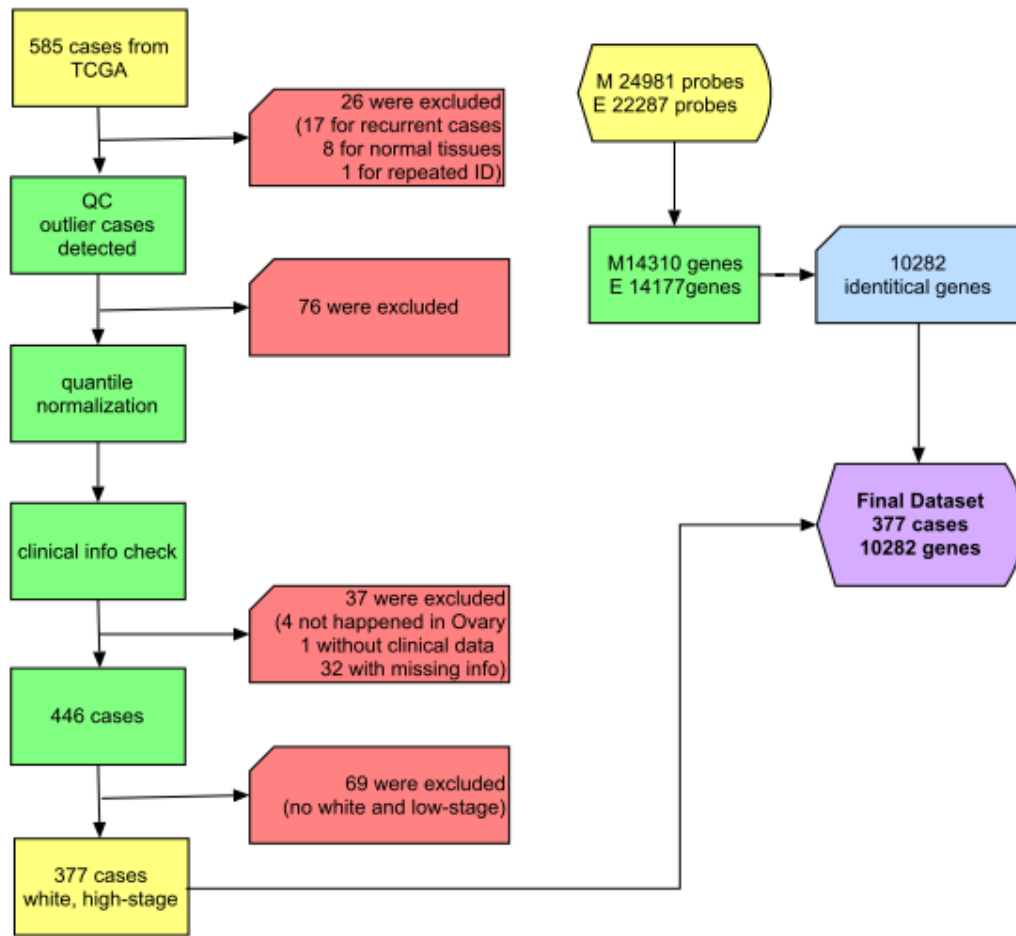 585 cases from
TCGA
26 were excluded
(17 for recurrent cases
8 for normal tissues
1 for repeated ID)
QC
outlier cases
detected
76 were excluded
quantile
normalization
clinical info check
37 were excluded
(4 not happened in Ovary
1 without clinical data
32 with missing info)
446 cases
69 were excluded
(no white and low-stage)
377 cases
white, high-stage
M 24981 probes
E 22287 probes
M14310 genes
E 14177genes
10282
identitical genes
Final Dataset
377 cases
10282 genes